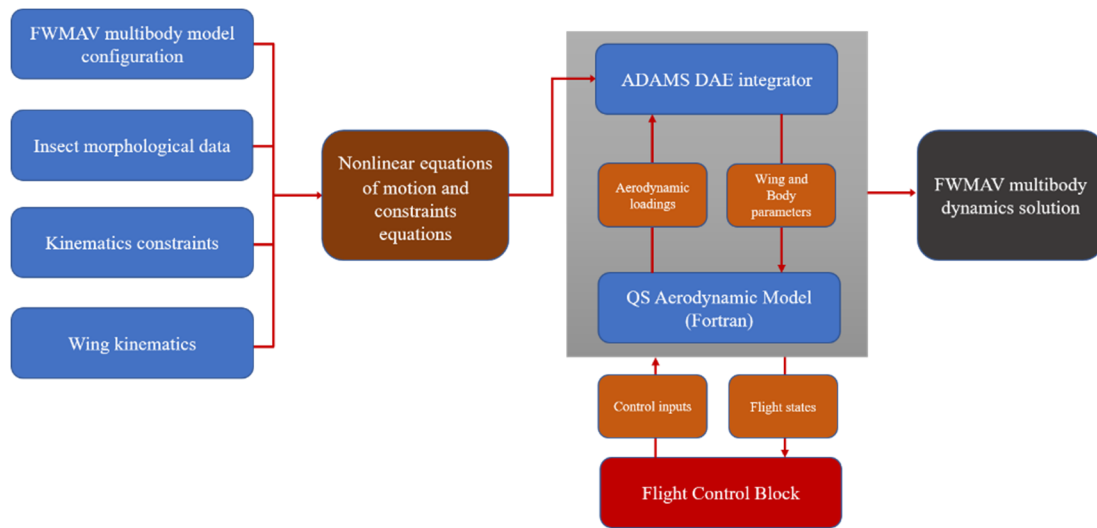 FWMAV multibody model
configuration
Insect morphological data
Kinematics constraints
Wing kinematics
Nonlinear equations
of motion and
constraints
equations
ADAMS DAE integrator
Aerodynamic
loadings
Wing and
Body
parameters
QS Aerodynamic Model
(Fortran)
Control inputs
Flight states
Flight Control Block
FWMAV multibody
dynamics solution